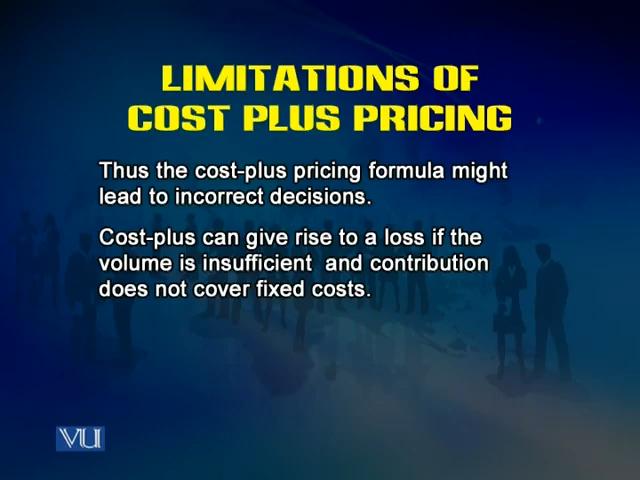 LIMITATIONS OF
COST PLUS PRICING
Thus the cost-plus pricing formula might
lead to incorrect decisions.
Cost-plus can give rise to a loss if the
volume is insufficient and contribution
does not cover fixed costs.
VU